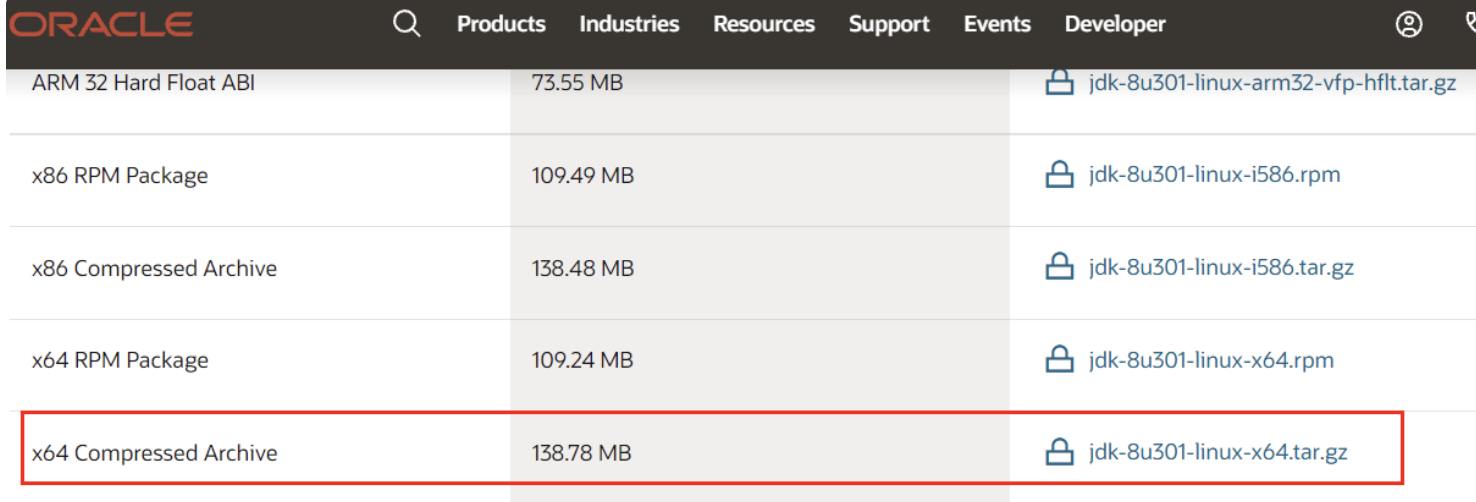 ORACLE Products Industries Resources Support Events Developer
ARM 32 Hard Float ABI 73.55 MB jdk-8u301-linux-arm32-vfp-hflt.tar.gz
x86 RPM Package 109.49 MB jdk-8u301-linux-i586.rpm
x86 Compressed Archive 138.48 MB jdk-8u301-linux-i586.tar.gz
x64 RPM Package 109.24 MB jdk-8u301-linux-x64.rpm
x64 Compressed Archive 138.78 MB jdk-8u301-linux-x64.tar.gz